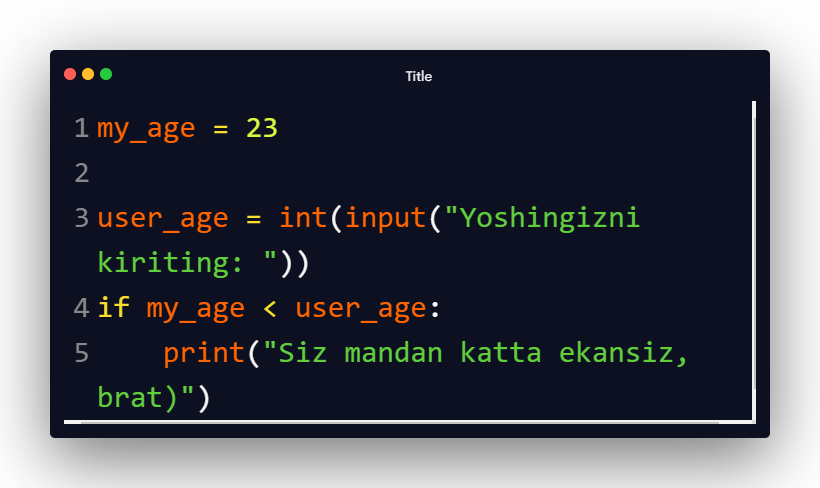 Title
1 my_age = 23
2
3 user_age = int(input("Yoshingizni
kiriting: "))
4 if my_age < user_age:
5     print("Siz mandan katta ekansiz,
brat)")